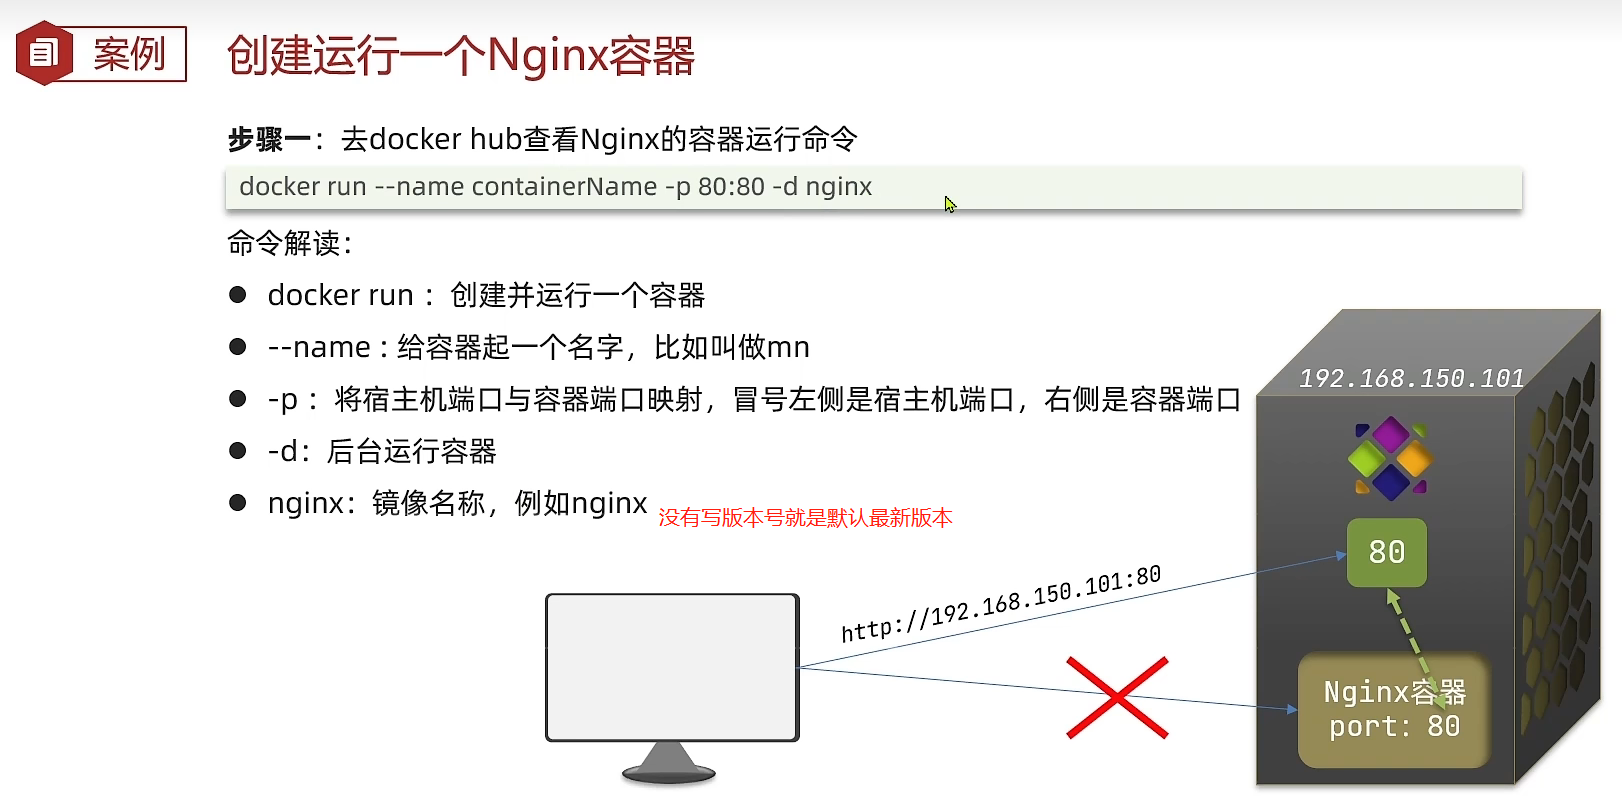 案例
创建运行一个Nginx容器
步骤一：去docker hub查看Nginx的容器运行命令
docker run --name containerName -p 80:80 -d nginx
命令解读：
docker run ：创建并运行一个容器
--name : 给容器起一个名字，比如叫做mn
-p ：将宿主机端口与容器端口映射，冒号左侧是宿主机端口，右侧是容器端口
-d：后台运行容器
nginx：镜像名称，例如nginx
没有写版本号就是默认最新版本
192.168.150.101
80
http://192.168.150.101:80
Nginx容器
port: 80